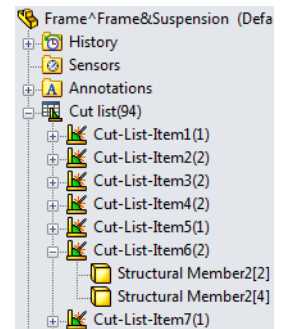 Frame^Frame&Suspension (Defa
History
Sensors
Annotations
Cut list(94)
Cut-List-Item1(1)
Cut-List-Item2(2)
Cut-List-Item3(2)
Cut-List-Item4(2)
Cut-List-Item5(1)
Cut-List-Item6(2)
Structural Member2[2]
Structural Member2[4]
Cut-List-Item7(1)